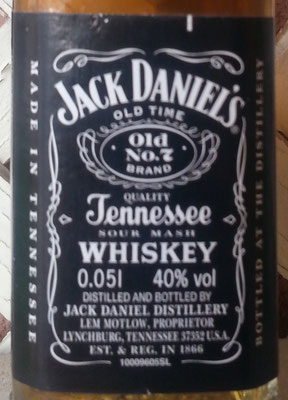 JACK DANIEL'S
OLD TIME
Old
No.7
BRAND
QUALITY
Tennessee
SOUR MASH
WHISKEY
0.05l 40% vol
DISTILLED AND BOTTLED BY
JACK DANIEL DISTILLERY
LEM MOTLOW, PROPRIETOR
LYNCHBURG, TENNESSEE 37352 U.S.A.
EST. & REG. IN 1866
10009605SL
MADE IN TENNESSEE
BOTTLED AT THE DISTILLERY